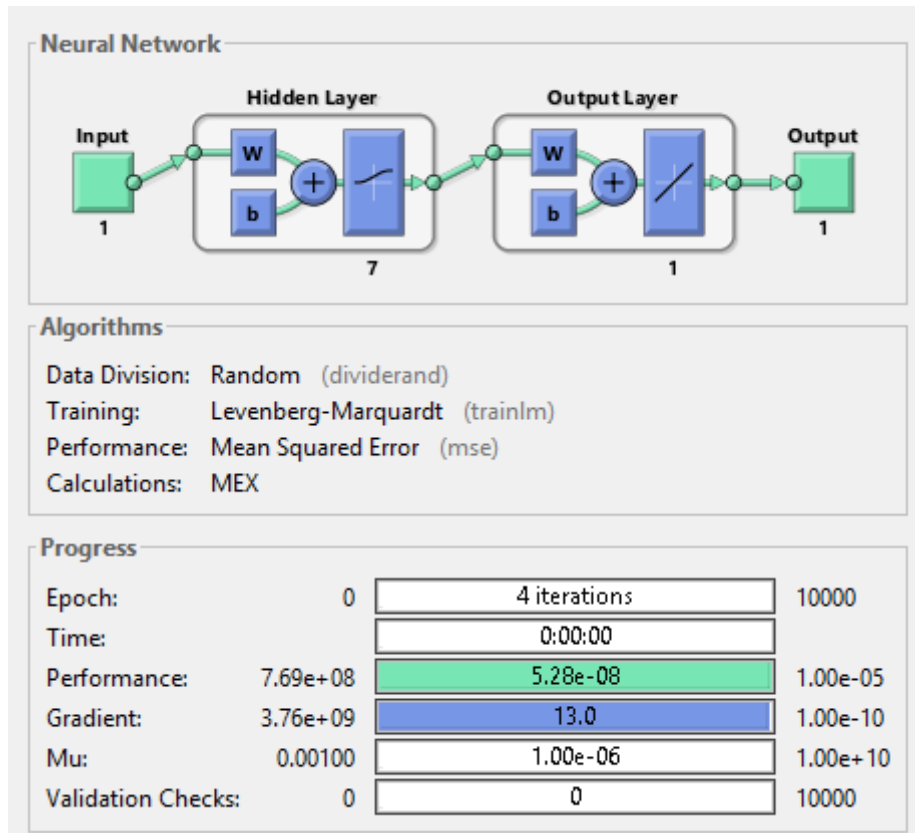 Neural Network
Hidden Layer Output Layer
Input W W Output
b b
1 7 1 1
Algorithms
Data Division: Random (dividerand)
Training: Levenberg-Marquardt (trainlm)
Performance: Mean Squared Error (mse)
Calculations: MEX
Progress
Epoch: 0 4 iterations 10000
Time: 0:00:00
Performance: 7.69e+08 5.28e-08 1.00e-05
Gradient: 3.76e+09 13.0 1.00e-10
Mu: 0.00100 1.00e-06 1.00e+10
Validation Checks: 0 0 10000